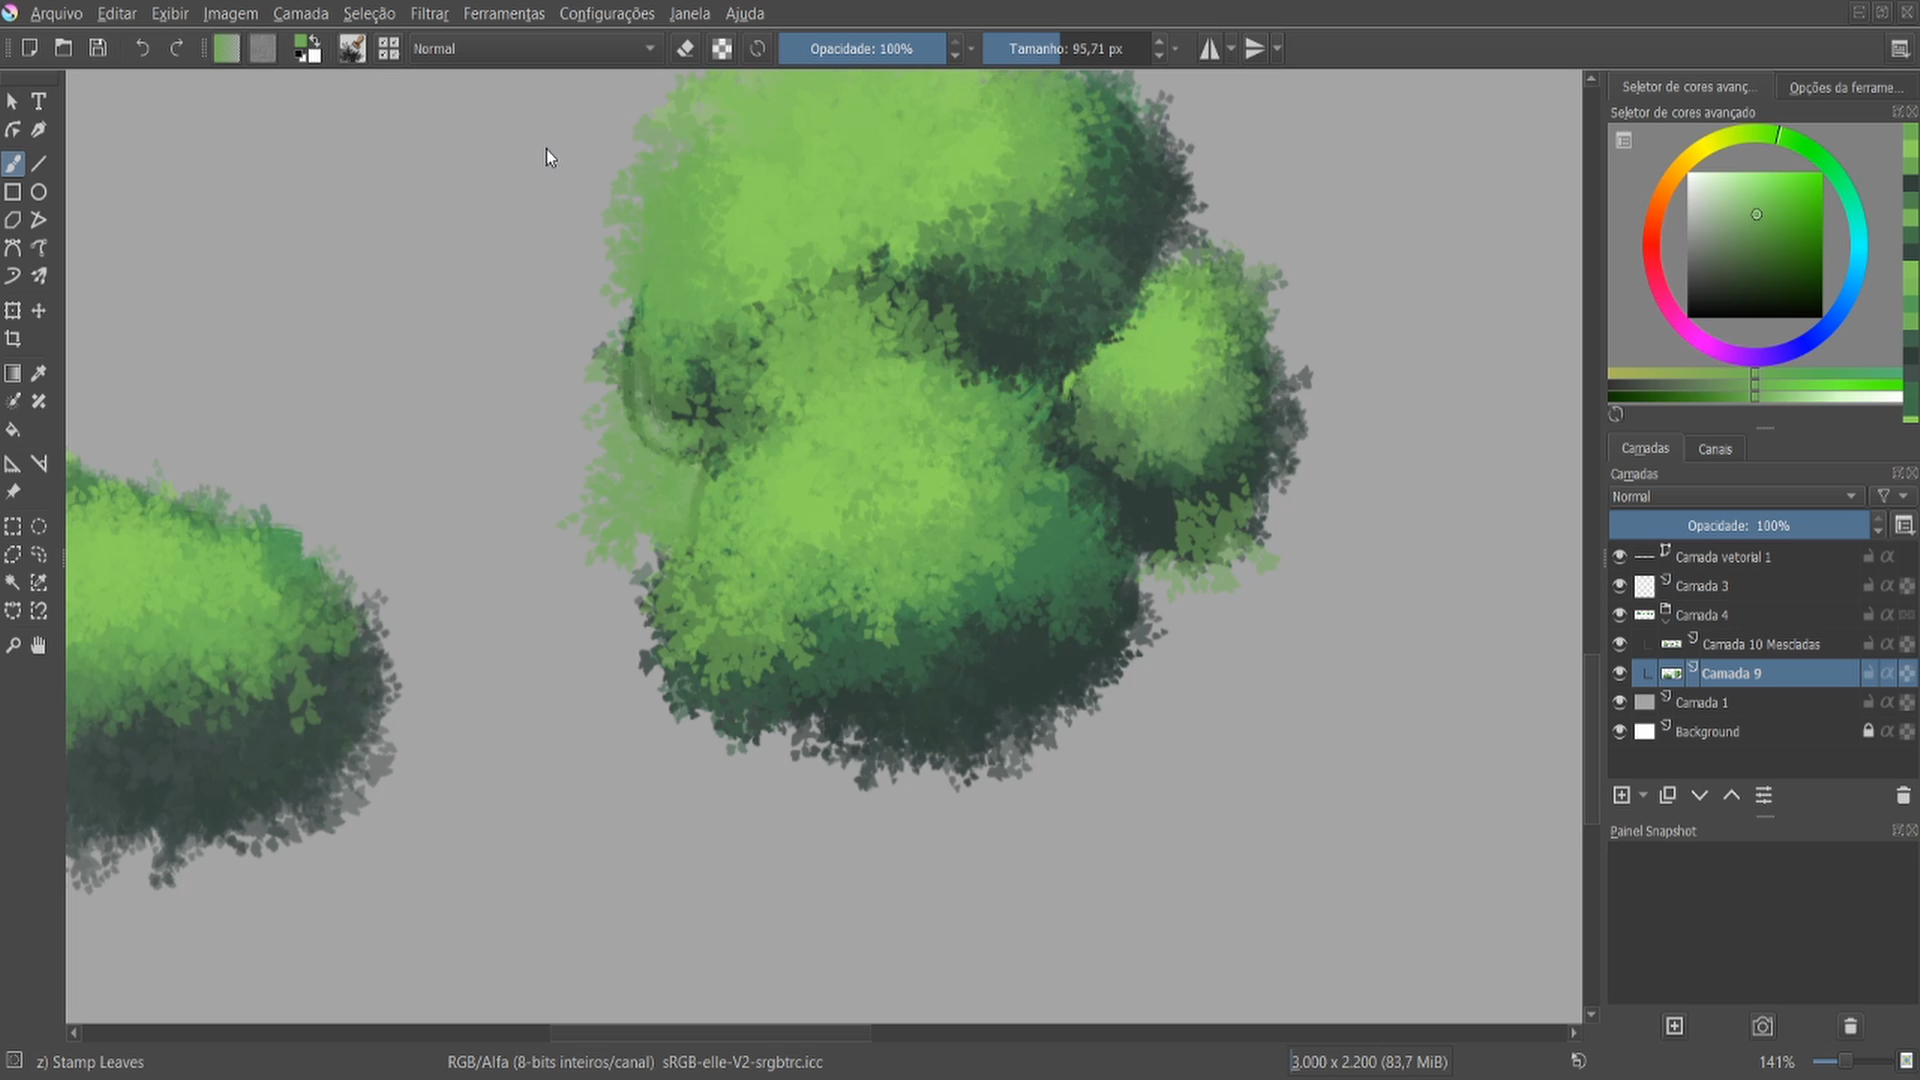 Arquivo Editar Exibir Imagem Camada Seleção Filtrar Ferramentas Configurações Janela Ajuda
Normal Opacidade: 100% Tamanho: 95,71 px
Seletor de cores avanç... Opções da ferrame...
Seletor de cores avançado
Camadas Canais
Camadas
Normal
Opacidade: 100%
Camada vetorial 1
Camada 3
Camada 4
Camada 10 Mescladas
Camada 9
Camada 1
Background
Painel Snapshot
z) Stamp Leaves RGB/Alfa (8-bits inteiros/canal) sRGB-elle-V2-srgbtrc.icc 3.000 x 2.200 (83,7 MiB) 141%